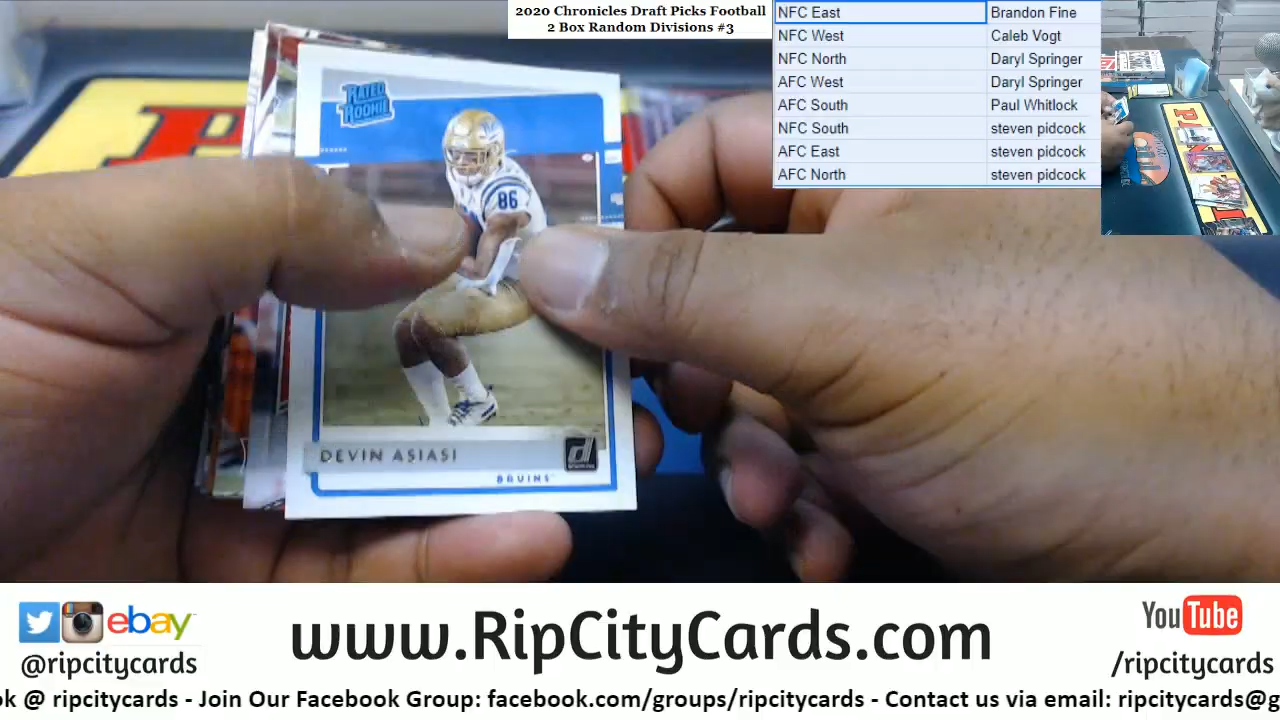 2020 Chronicles Draft Picks Football
2 Box Random Divisions #3
NFC East Brandon Fine
NFC West Caleb Vogt
NFC North Daryl Springer
AFC West Daryl Springer
AFC South Paul Whitlock
NFC South steven pidcock
AFC East steven pidcock
AFC North steven pidcock
RATED
ROOKIE
86
DEVIN ASIASI
BRUINS
ebay
@ripcitycards
www.RipCityCards.com
YouTube
/ripcitycards
ok @ ripcitycards - Join Our Facebook Group: facebook.com/groups/ripcitycards - Contact us via email: ripcitycards@g